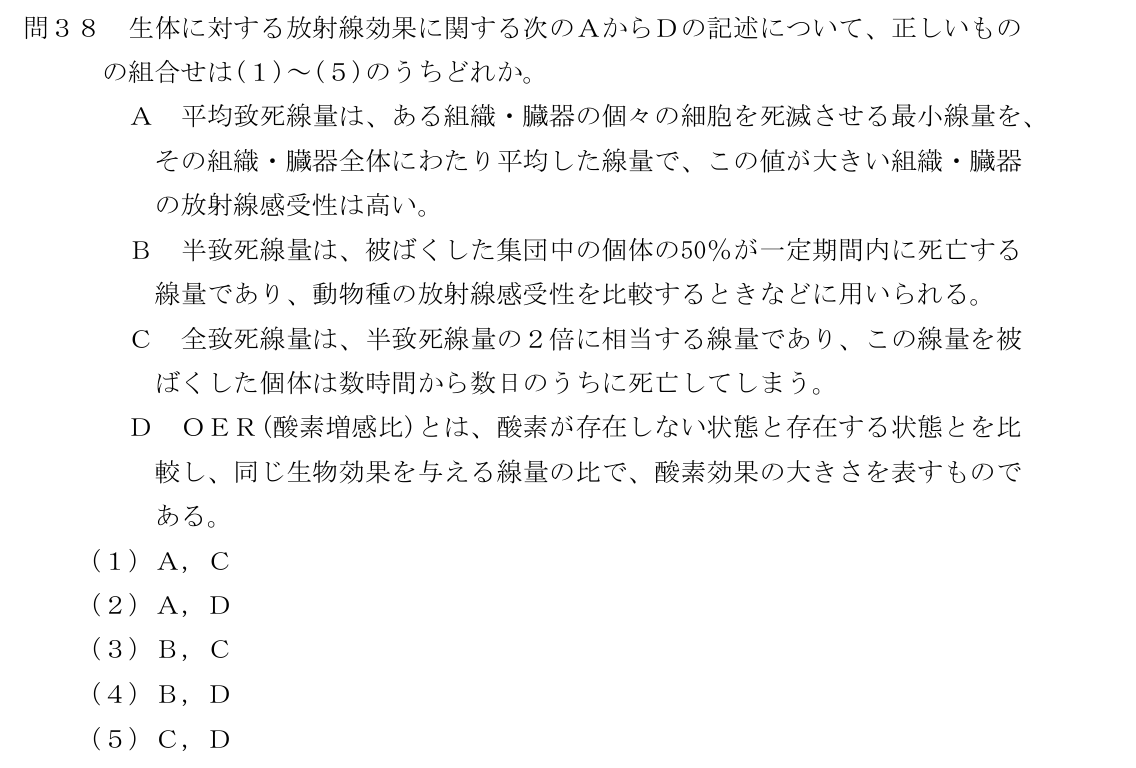 問３８　生体に対する放射線効果に関する次のＡからＤの記述について、正しいもの
の組合せは(１)～(５)のうちどれか。
Ａ　平均致死線量は、ある組織・臓器の個々の細胞を死滅させる最小線量を、
その組織・臓器全体にわたり平均した線量で、この値が大きい組織・臓器
の放射線感受性は高い。
Ｂ　半致死線量は、被ばくした集団中の個体の50％が一定期間内に死亡する
線量であり、動物種の放射線感受性を比較するときなどに用いられる。
Ｃ　全致死線量は、半致死線量の２倍に相当する線量であり、この線量を被
ばくした個体は数時間から数日のうちに死亡してしまう。
Ｄ　ＯＥＲ(酸素増感比)とは、酸素が存在しない状態と存在する状態とを比
較し、同じ生物効果を与える線量の比で、酸素効果の大きさを表すもので
ある。
(１) Ａ，Ｃ
(２) Ａ，Ｄ
(３) Ｂ，Ｃ
(４) Ｂ，Ｄ
(５) Ｃ，Ｄ